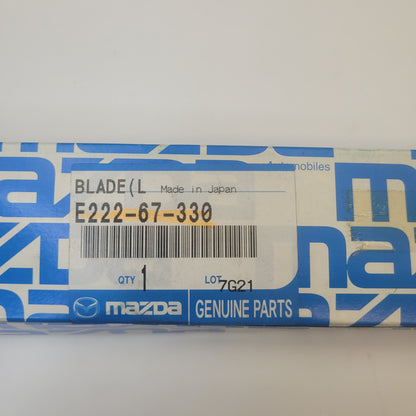 Automobiles
BLADE(L Made in Japan
E222-67-330
QTY 1 LOT 7G21
mazda GENUINE PARTS